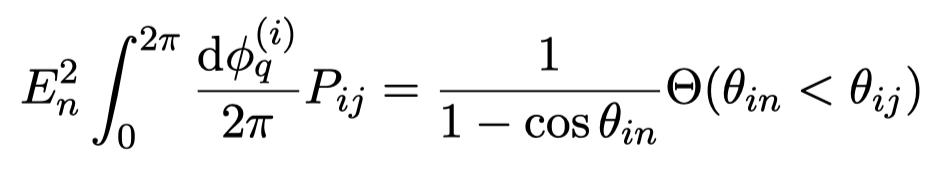 E_n^2 \int_0^{2\pi} \frac{\mathrm{d}\phi_q^{(i)}}{2\pi} P_{ij} = \frac{1}{1 - \cos\theta_{in}} \Theta(\theta_{in} < \theta_{ij})